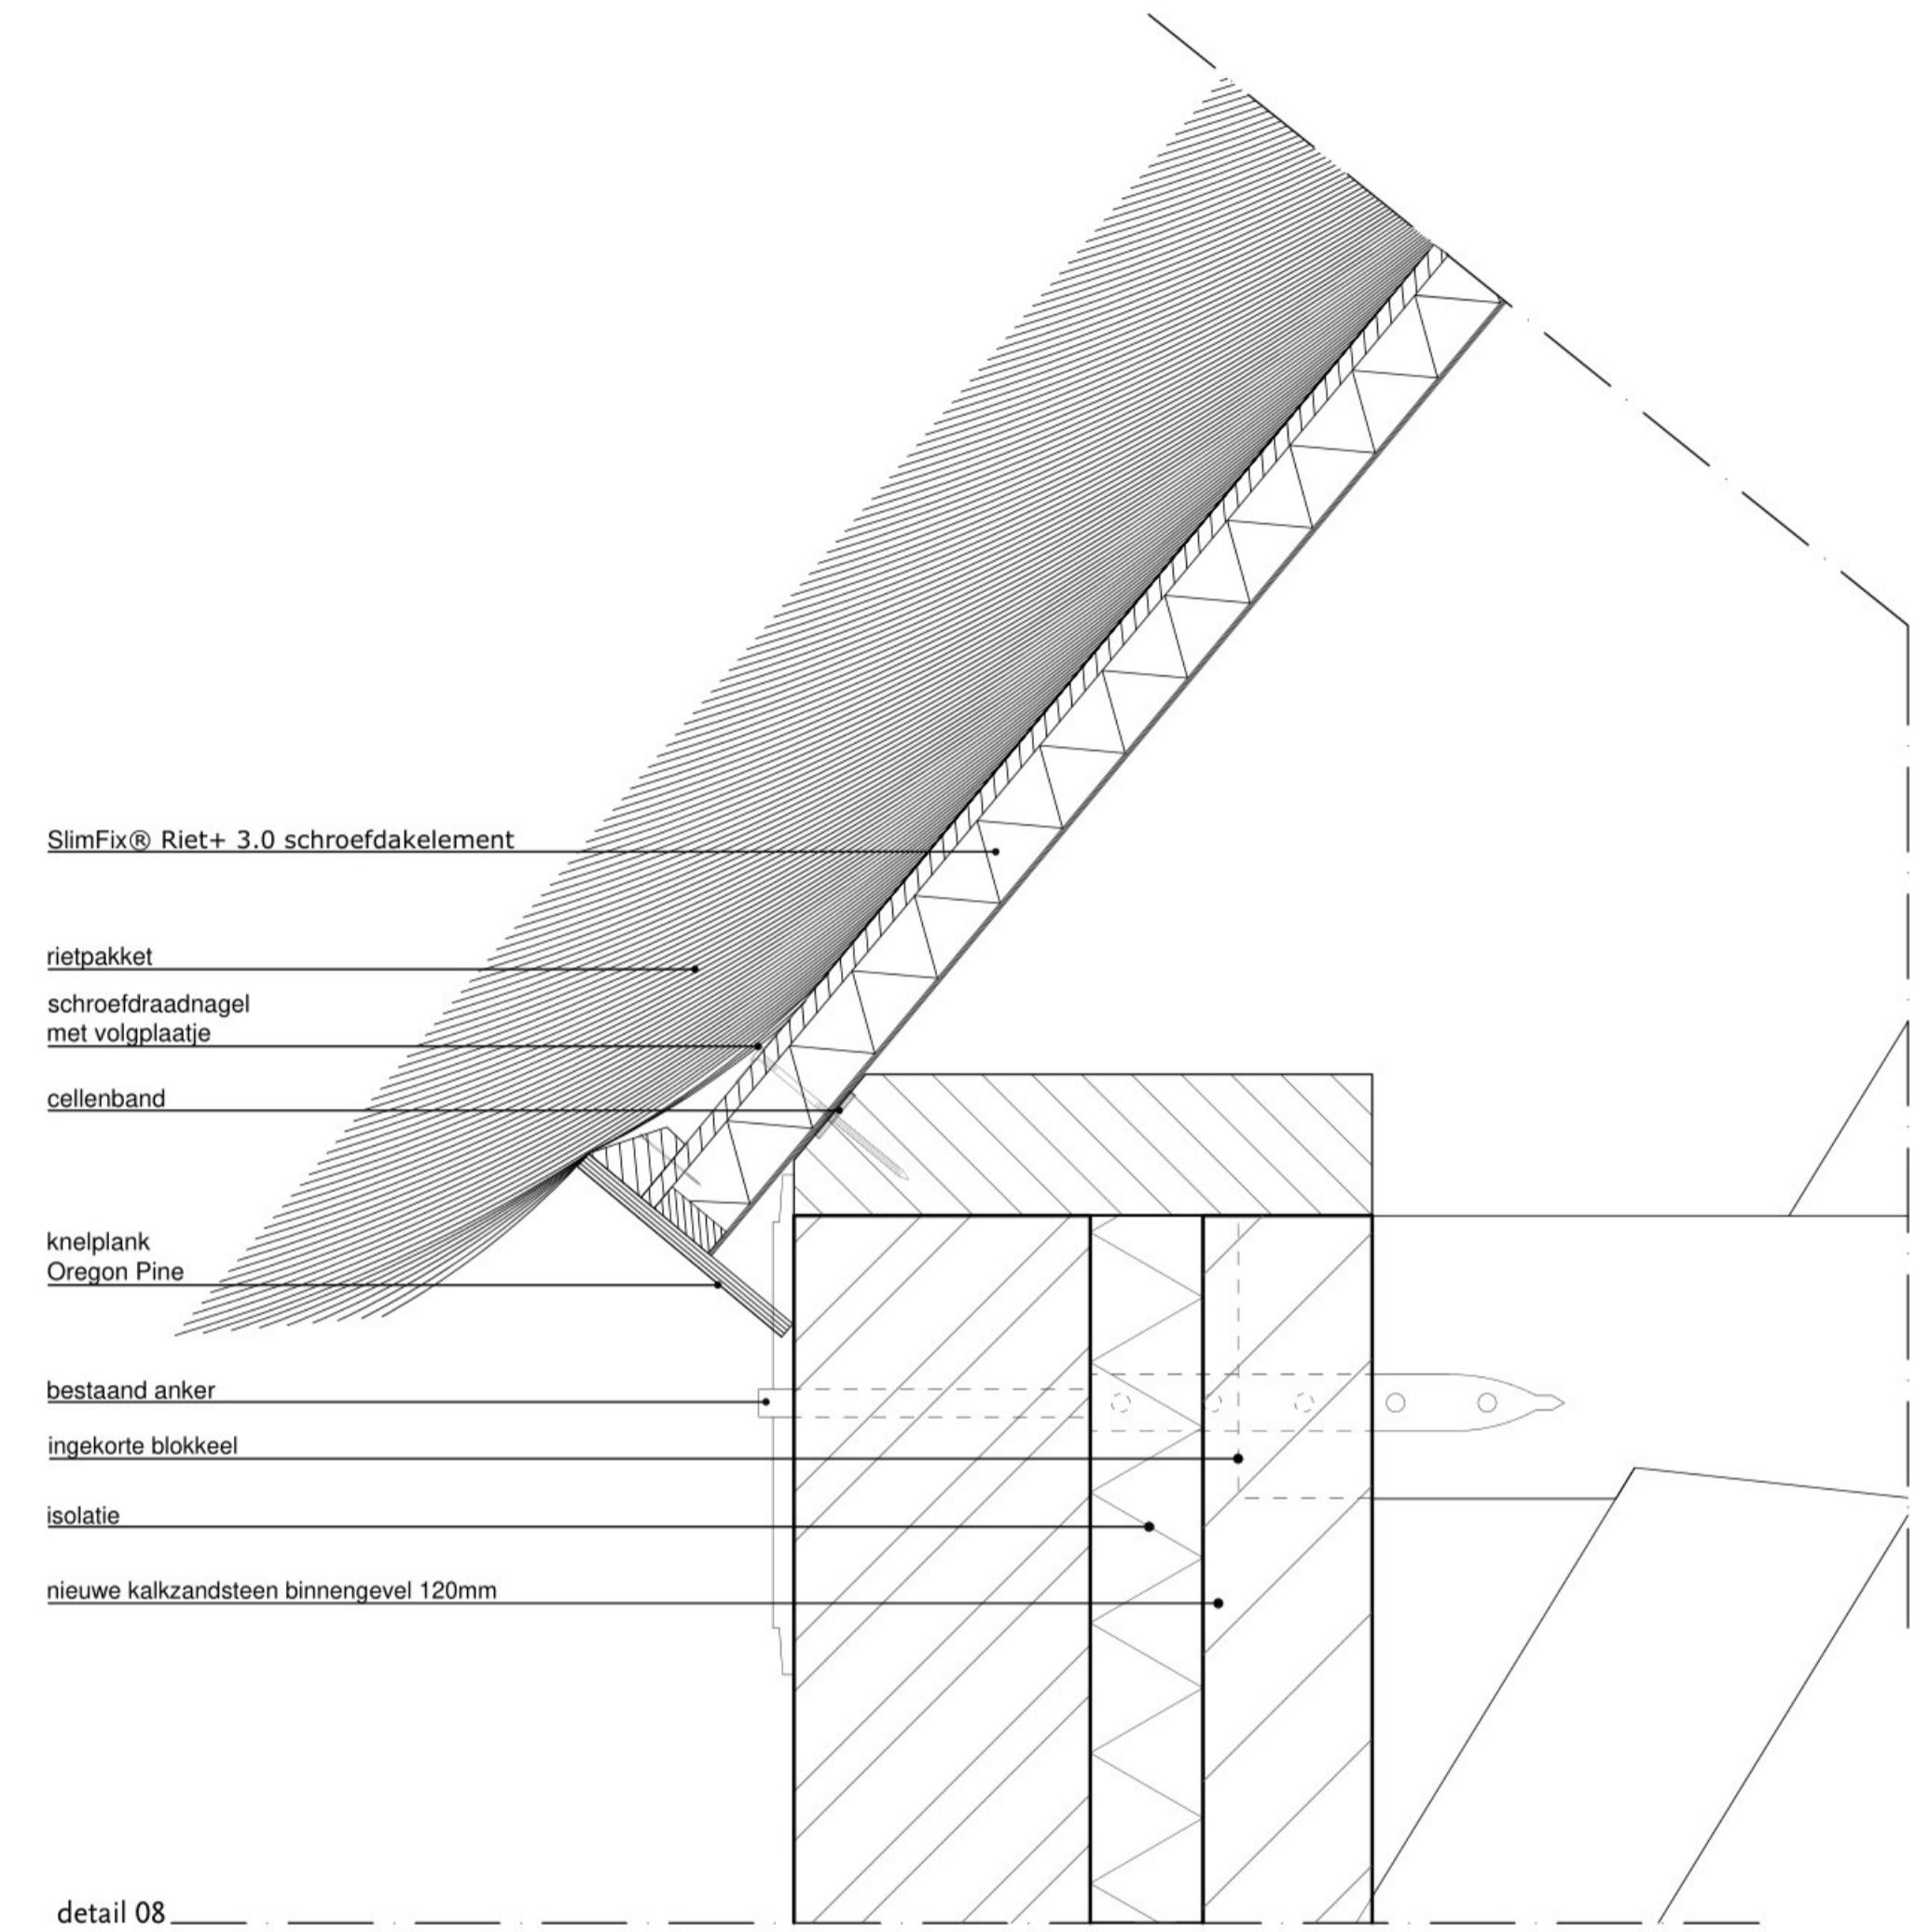 SlimFix® Riet+ 3.0 schroefdakelement
rietpakket
schroefdraadnagel
met volgplaatje
cellenband
knelplank
Oregon Pine
bestaand anker
ingekorte blokkeel
isolatie
nieuwe kalkzandsteen binnengevel 120mm
detail 08